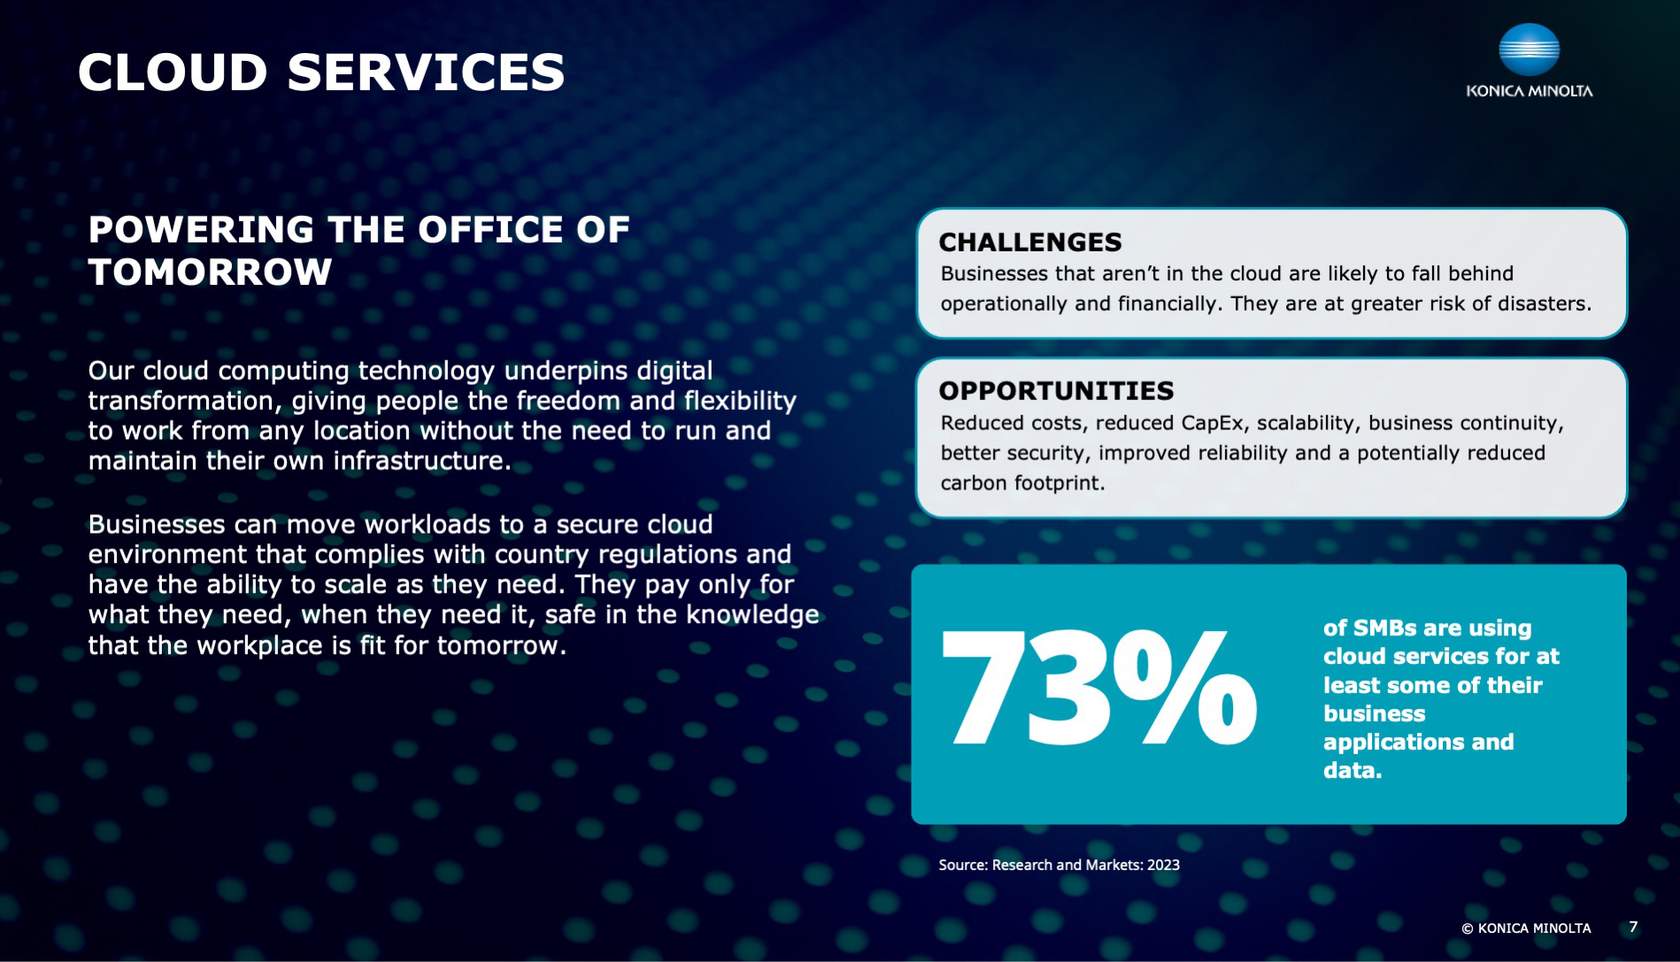 CLOUD SERVICES
KONICA MINOLTA
POWERING THE OFFICE OF
TOMORROW
Our cloud computing technology underpins digital
transformation, giving people the freedom and flexibility
to work from any location without the need to run and
maintain their own infrastructure.
Businesses can move workloads to a secure cloud
environment that complies with country regulations and
have the ability to scale as they need. They pay only for
what they need, when they need it, safe in the knowledge
that the workplace is fit for tomorrow.
CHALLENGES
Businesses that aren’t in the cloud are likely to fall behind
operationally and financially. They are at greater risk of disasters.
OPPORTUNITIES
Reduced costs, reduced CapEx, scalability, business continuity,
better security, improved reliability and a potentially reduced
carbon footprint.
73%
of SMBs are using
cloud services for at
least some of their
business
applications and
data.
Source: Research and Markets: 2023
© KONICA MINOLTA
7